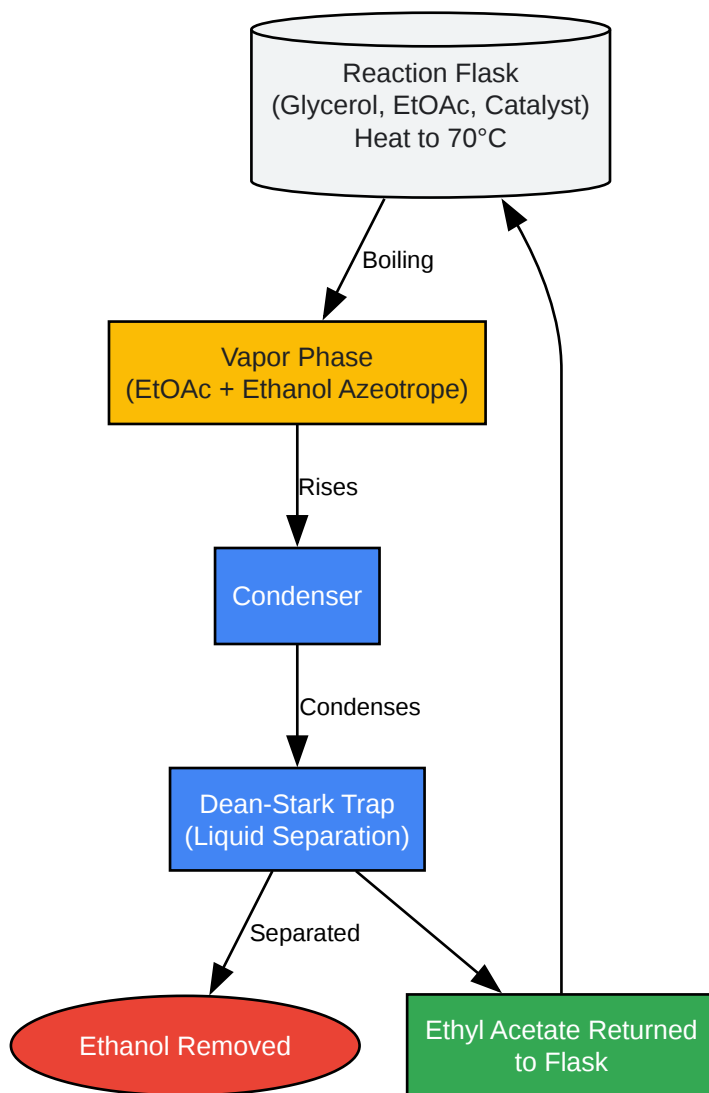 Reaction Flask
(Glycerol, EtOAc, Catalyst)
Heat to 70°C
Boiling
Vapor Phase
(EtOAc + Ethanol Azeotrope)
Rises
Condenser
Condenses
Dean-Stark Trap
(Liquid Separation)
Separated
Ethanol Removed
Ethyl Acetate Returned
to Flask